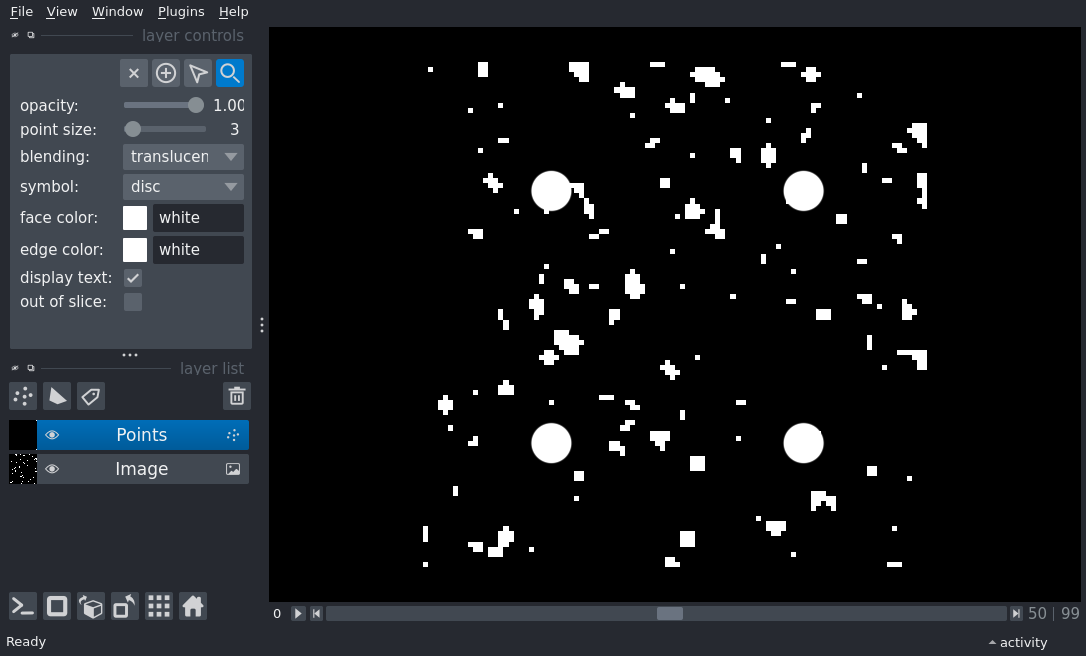 File View Window Plugins Help
layer controls
opacity: 1.00
point size: 3
blending: translucen
symbol: disc
face color: white
edge color: white
display text:
out of slice:
layer list
Points
Image
0 50 | 99
Ready activity